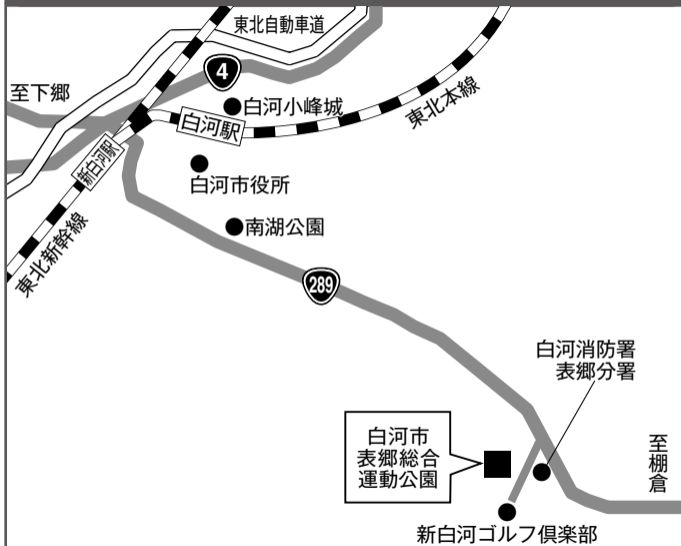 東北自動車道
4
至下郷
白河小峰城
東北本線
白河駅
新白河駅
白河市役所
東北新幹線
南湖公園
289
白河消防署
表郷分署
白河市
表郷総合
運動公園
至棚倉
新白河ゴルフ倶楽部